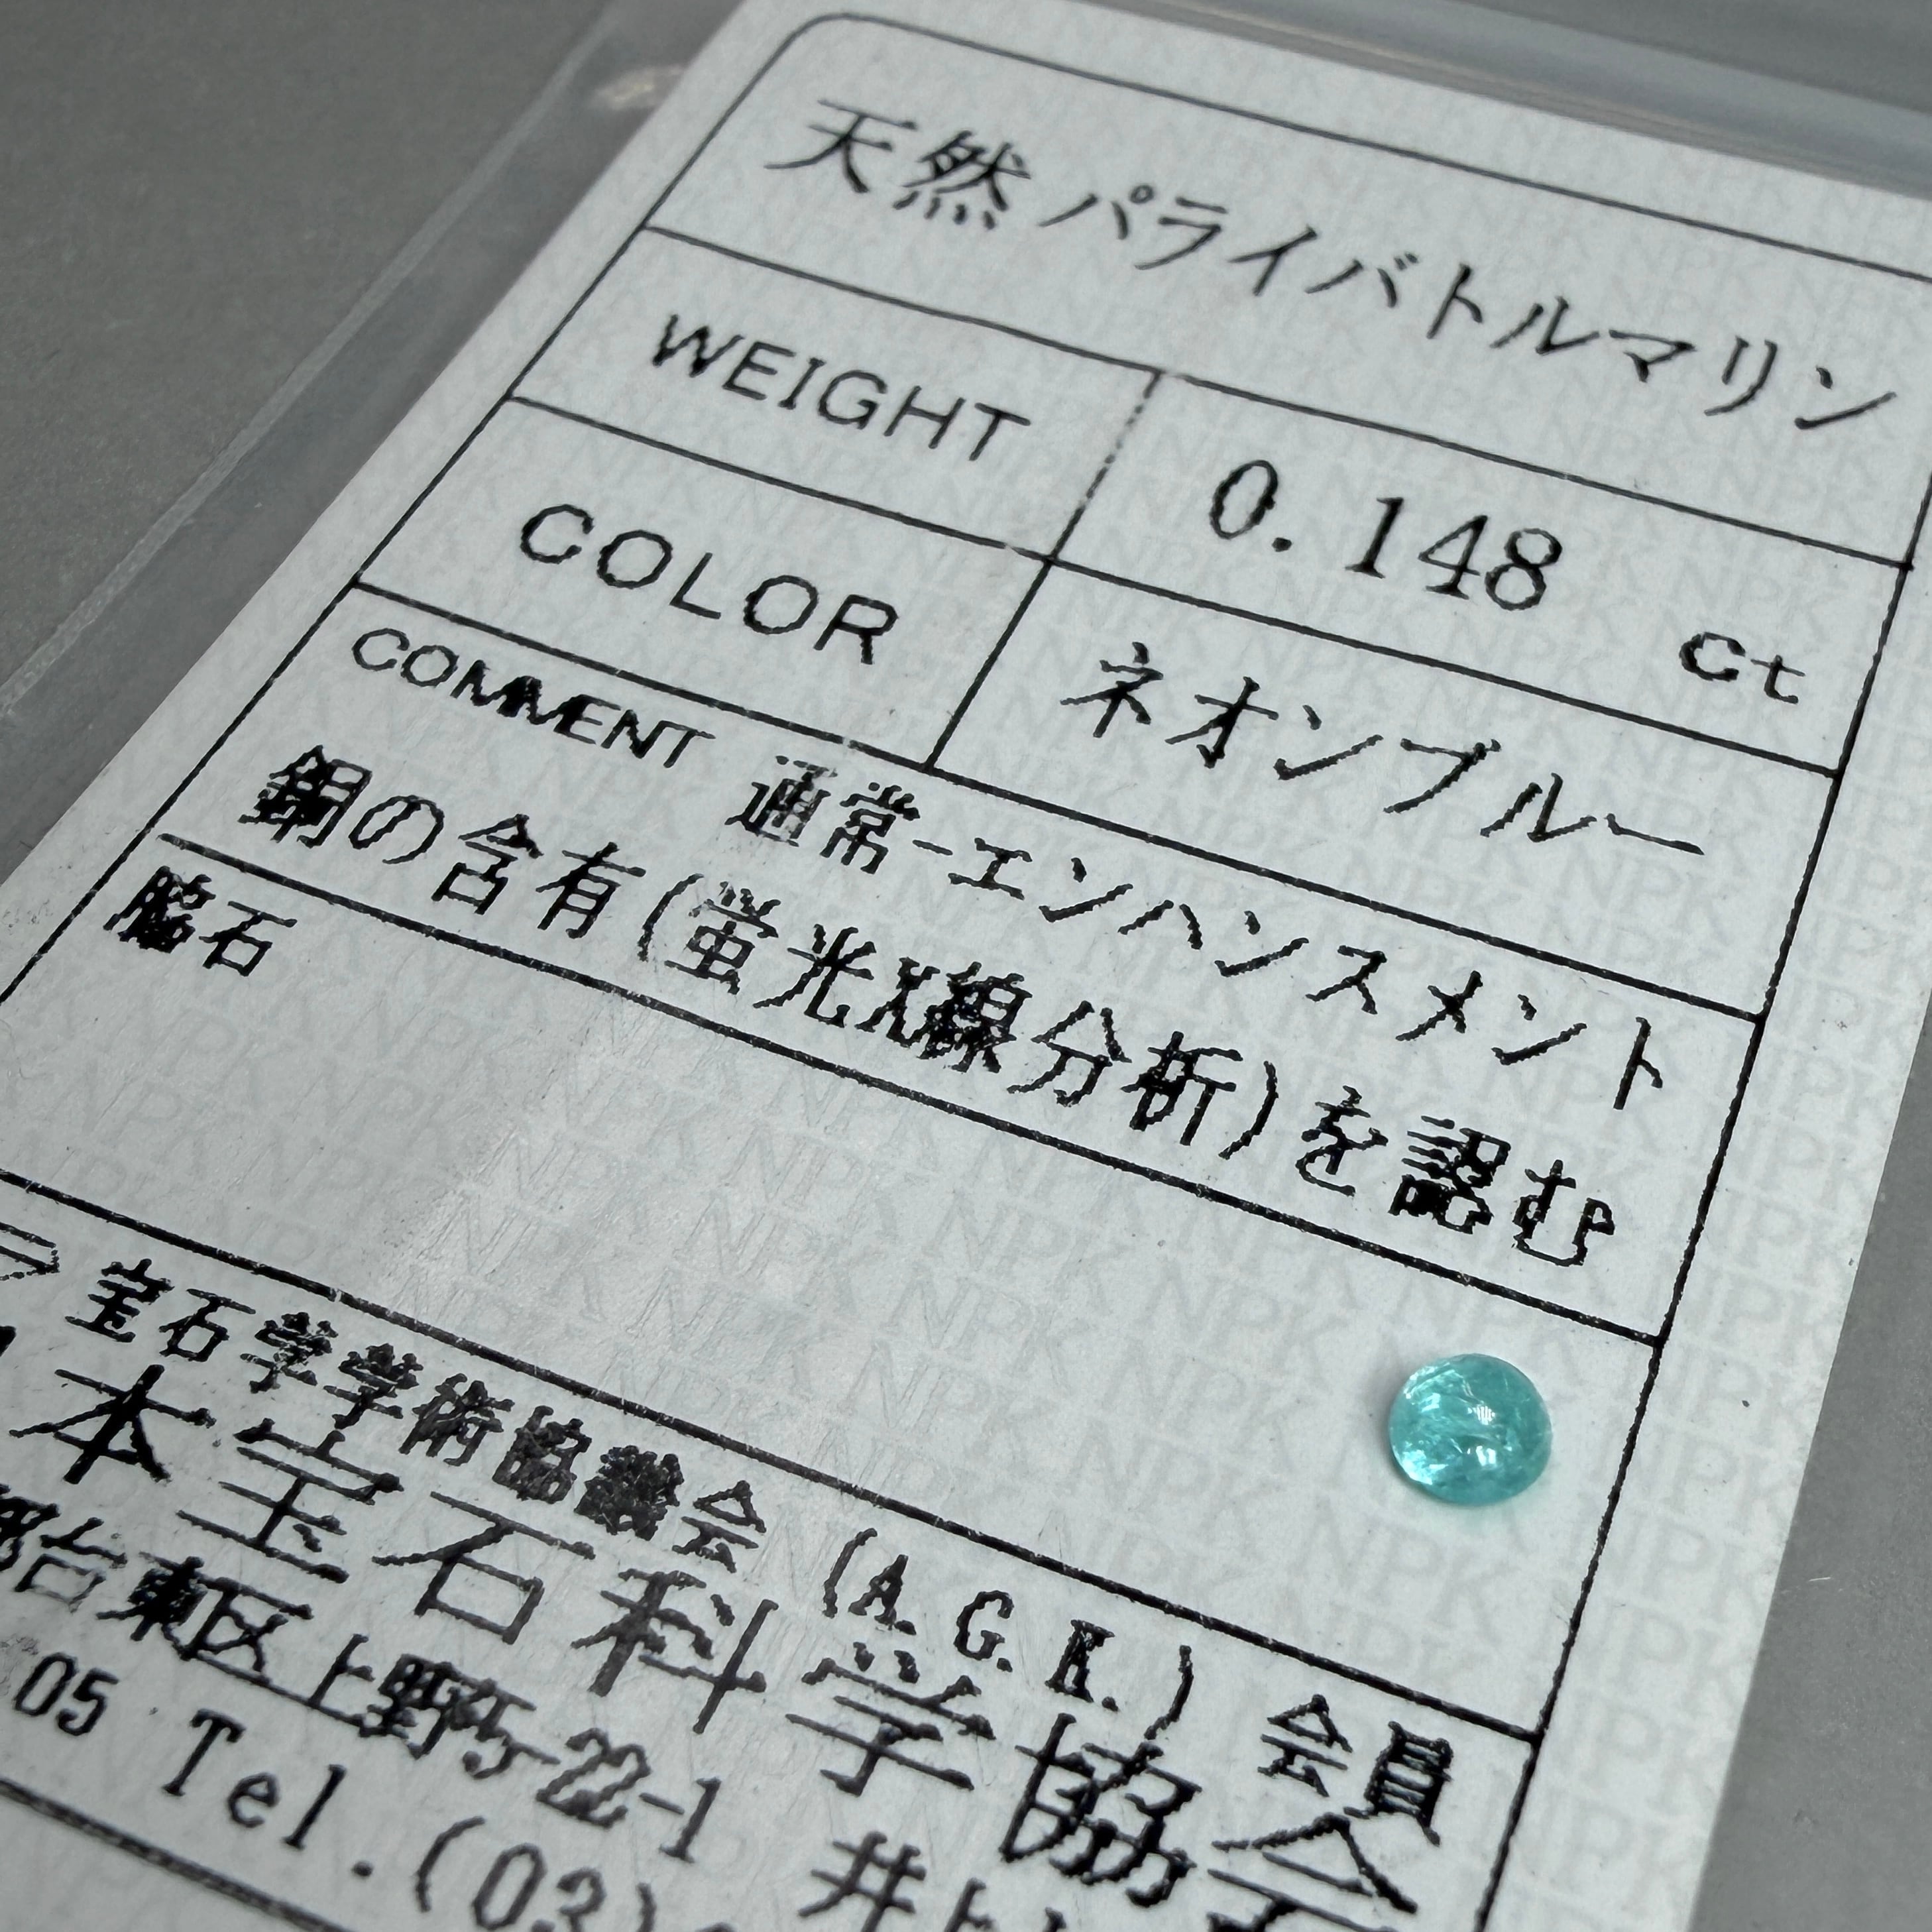 天然パライバトルマリン
WEIGHT 0.148 ct
COLOR ネオンブルー
COMMENT 通常-エンハンスメント
銅の含有(蛍光X線分析)を認む
脇石
宝石学学術協議会 (A.G.K.) 会員
本宝石科学協会
台東区上野5-22-1
05 Tel.(03)
NPK